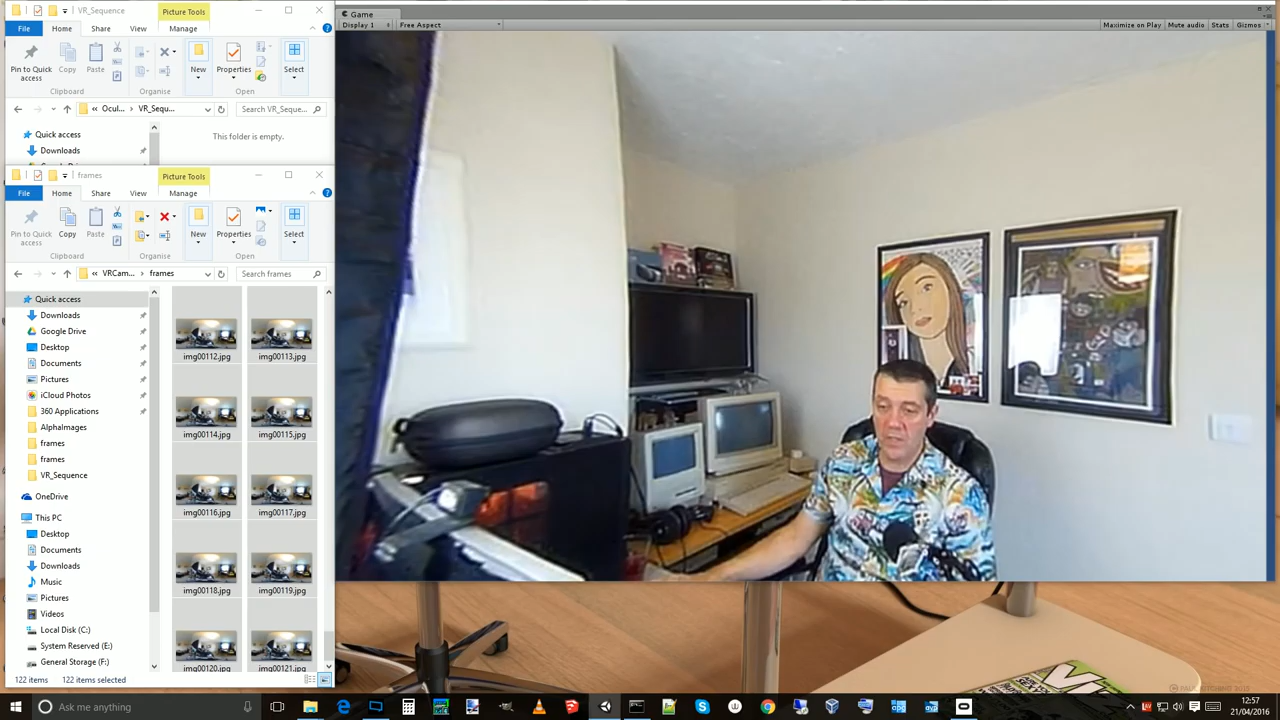 VR_Sequence
Picture Tools
File
Home
Share
View
Manage
Pin to Quick access
Copy
Paste
New
Properties
Select
Clipboard
Organise
Open
« Ocul... › VR_Sequ...
Search VR_Seque...
Quick access
Downloads
This folder is empty.
frames
Picture Tools
File
Home
Share
View
Manage
Pin to Quick access
Copy
Paste
New
Properties
Select
Clipboard
Organise
Open
« VRCam... › frames
Search frames
Quick access
Downloads
Google Drive
Desktop
Documents
Pictures
iCloud Photos
360 Applications
AlphaImages
frames
frames
VR_Sequence
OneDrive
This PC
Desktop
Documents
Downloads
Music
Pictures
Videos
Local Disk (C:)
System Reserved (E:)
General Storage (F:)
img00112.jpg
img00113.jpg
img00114.jpg
img00115.jpg
img00116.jpg
img00117.jpg
img00118.jpg
img00119.jpg
img00120.jpg
img00121.jpg
122 items
122 items selected
Game
Display 1
Free Aspect
Maximize on Play
Mute audio
Stats
Gizmos
Ask me anything
12:57
21/04/2016